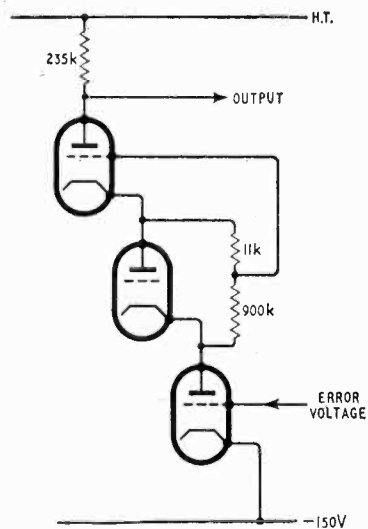 H.T.
235k
OUTPUT
11k
900k
ERROR
VOLTAGE
-150V